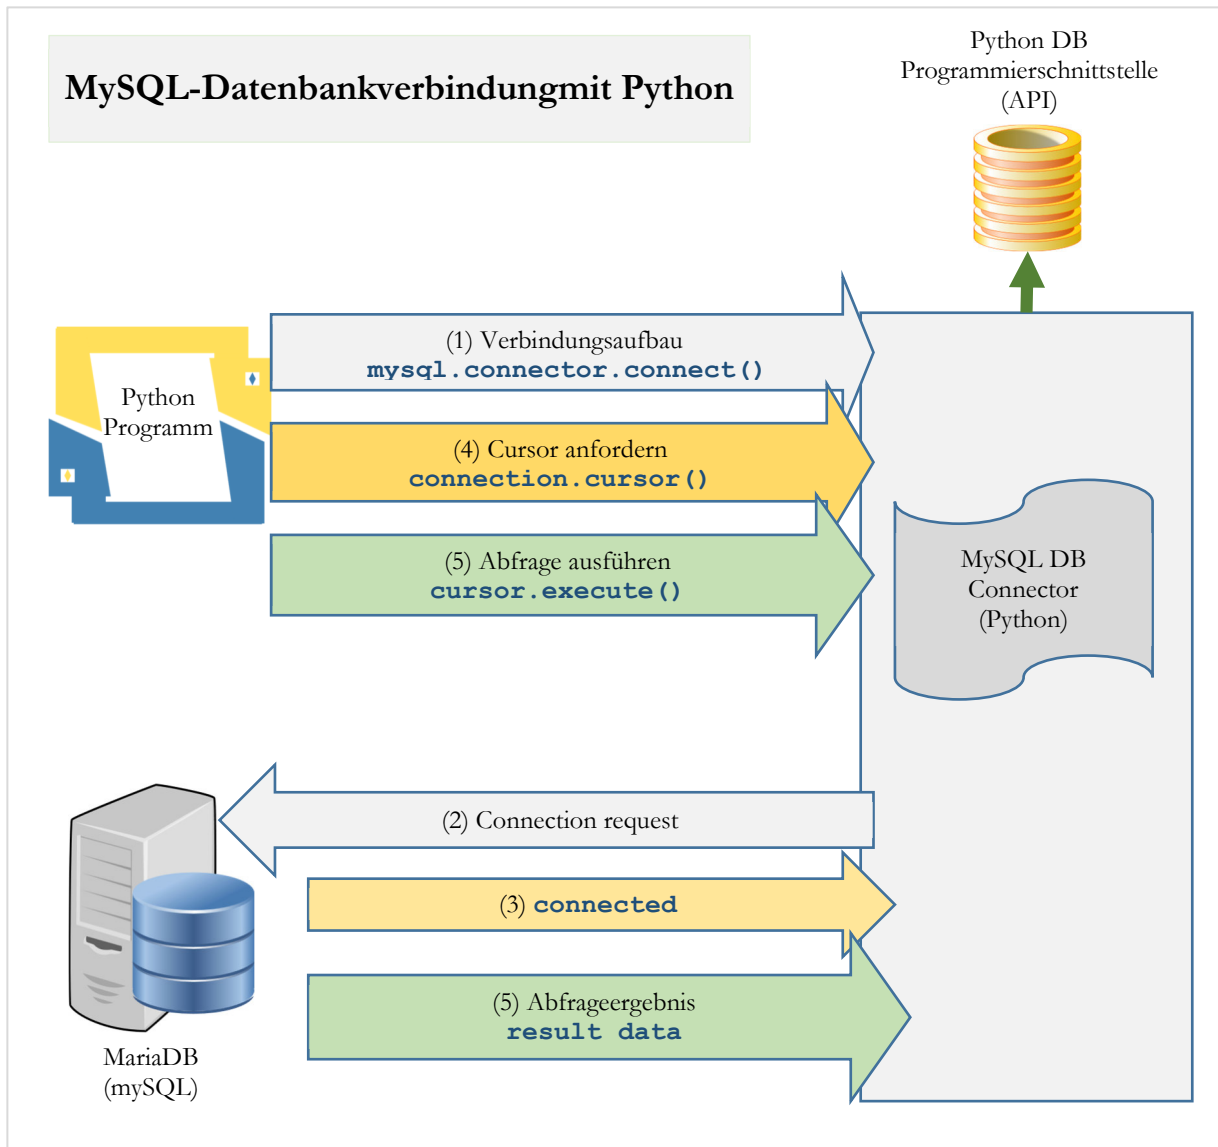 MySQL-Datenbankverbindungmit Python
Python DB
Programmierschnittstelle
(API)
Python
Programm
(1) Verbindungsaufbau
mysql.connector.connect()
(4) Cursor anfordern
connection.cursor()
(5) Abfrage ausführen
cursor.execute()
MySQL DB
Connector
(Python)
(2) Connection request
(3) connected
(5) Abfrageergebnis
result data
MariaDB
(mySQL)